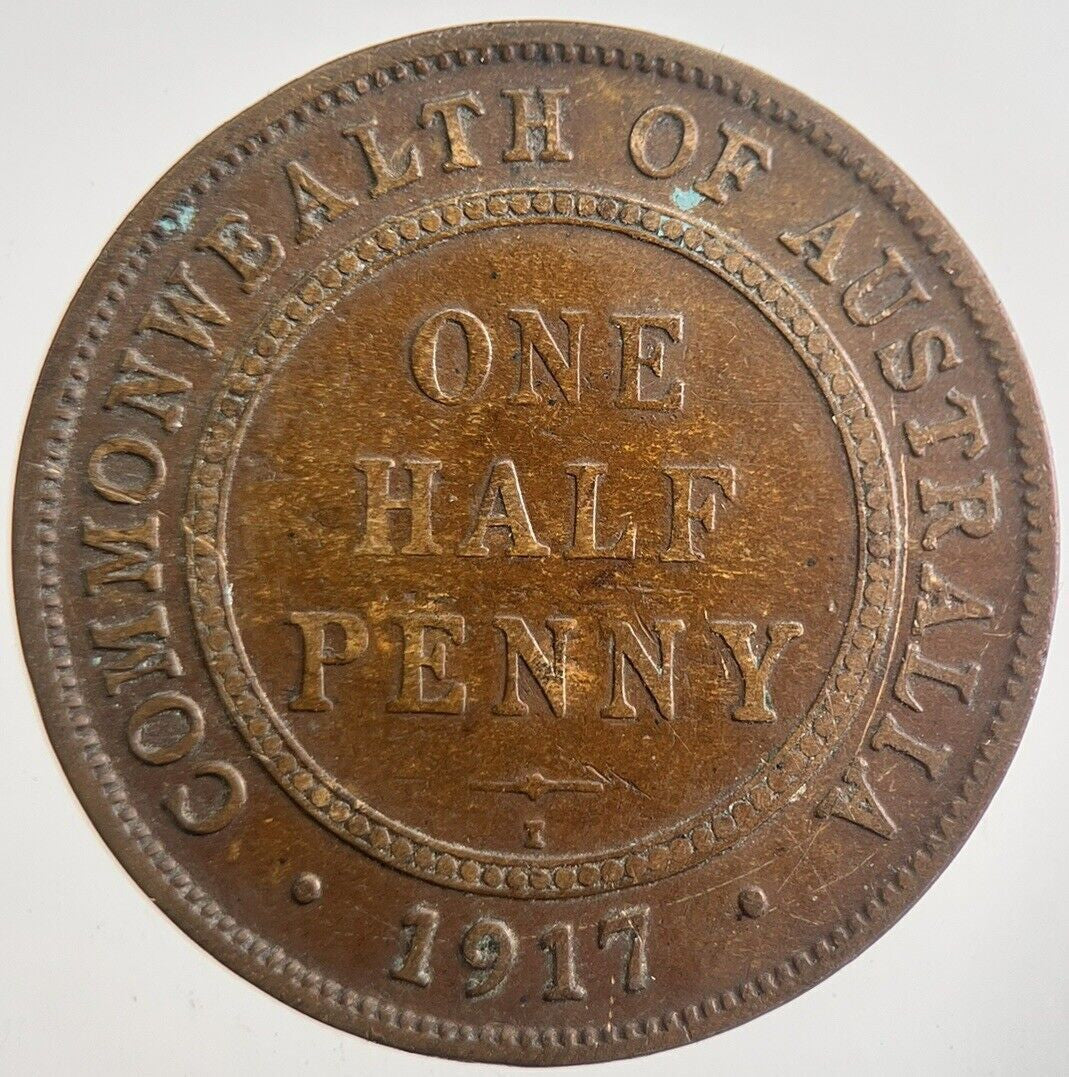 COMMONWEALTH OF AUSTRALIA
ONE
HALF
PENNY
I
· 1917 ·